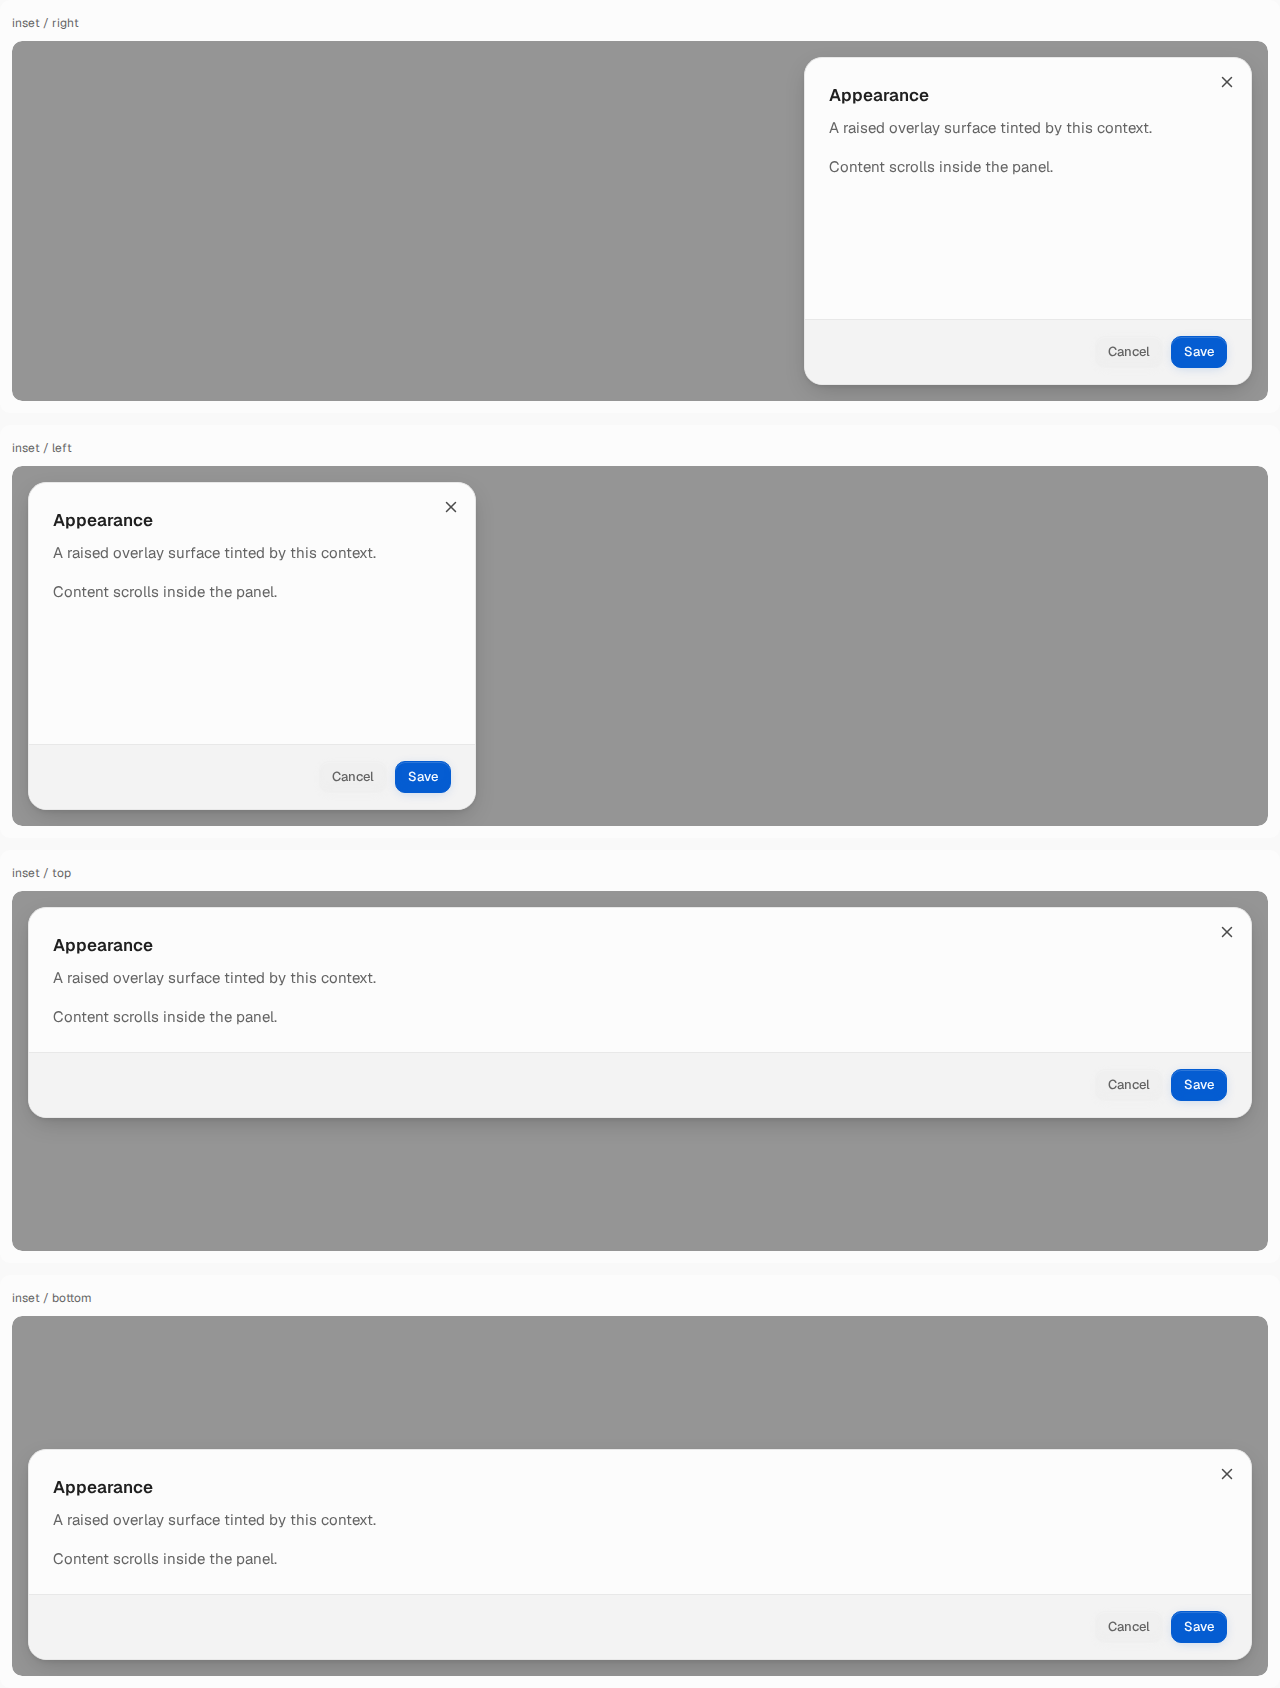 inset / right
Appearance
A raised overlay surface tinted by this context.
Content scrolls inside the panel.
Cancel
Save
inset / left
Appearance
A raised overlay surface tinted by this context.
Content scrolls inside the panel.
Cancel
Save
inset / top
Appearance
A raised overlay surface tinted by this context.
Content scrolls inside the panel.
Cancel
Save
inset / bottom
Appearance
A raised overlay surface tinted by this context.
Content scrolls inside the panel.
Cancel
Save